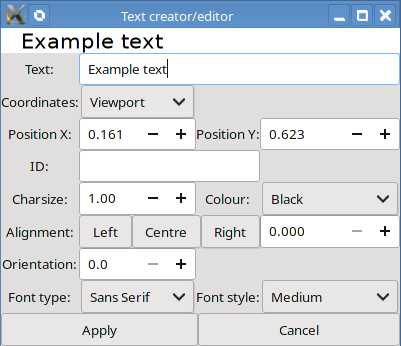 Text creator/editor
Example text
Text: Example text
Coordinates: Viewport
Position X: 0.161 − + Position Y: 0.623 − +
ID:
Charsize: 1.00 − + Colour: Black
Alignment: Left Centre Right 0.000 − +
Orientation: 0.0 − +
Font type: Sans Serif Font style: Medium
Apply Cancel